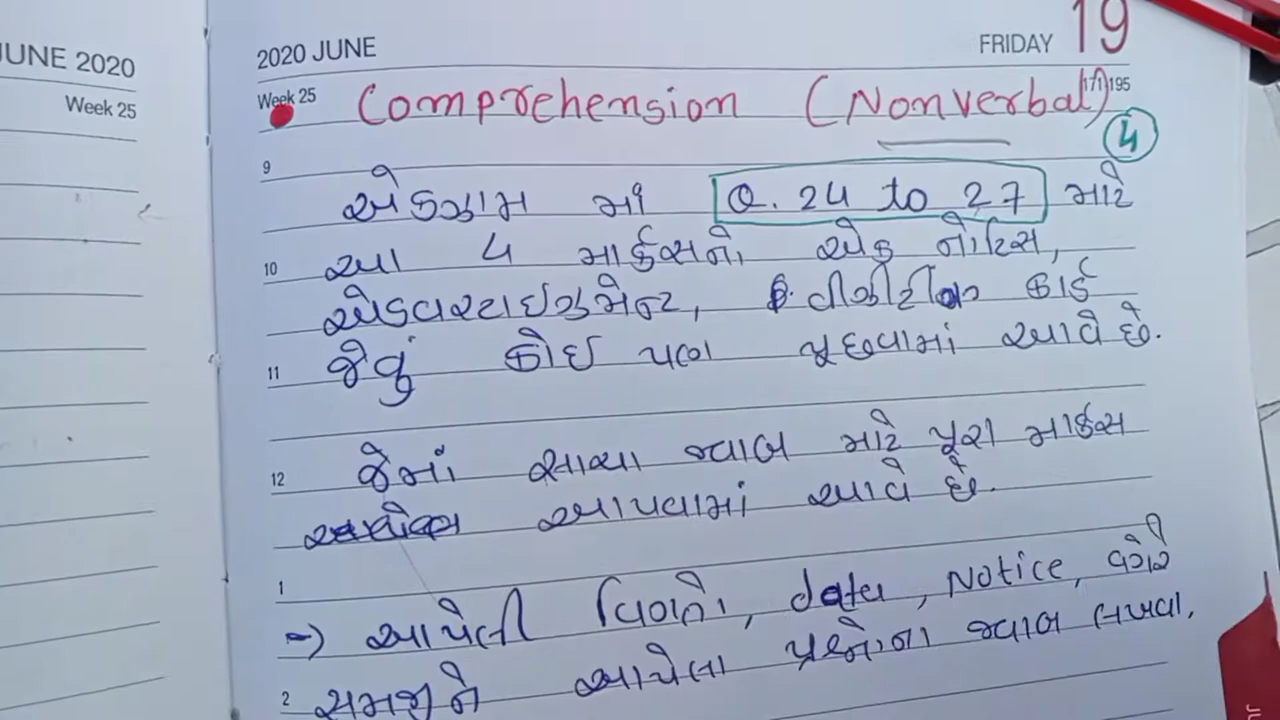 JUNE 2020
Week 25
2020 JUNE
FRIDAY 19
Week 25
171/195
Comprehension (Nonverbal)
4
9
એકઝામ માં Q. 24 to 27 માટે
10
આ 4 માર્કસની એક નોટિસ,
એડવરટાઇઝમેન્ટ, કાર્ડ
11
જેવું કોઇ પણ પુછવામાં આવે છે.
12
જેમાં સાચા જવાબ માટે પુરા માર્કસ
આપવામાં આવે છે.
1
→) આપેલી વિગતો, data, Notice, વગેરે
2
સમજીને આપેલા પ્રશ્નોના જવાબ લખવા.